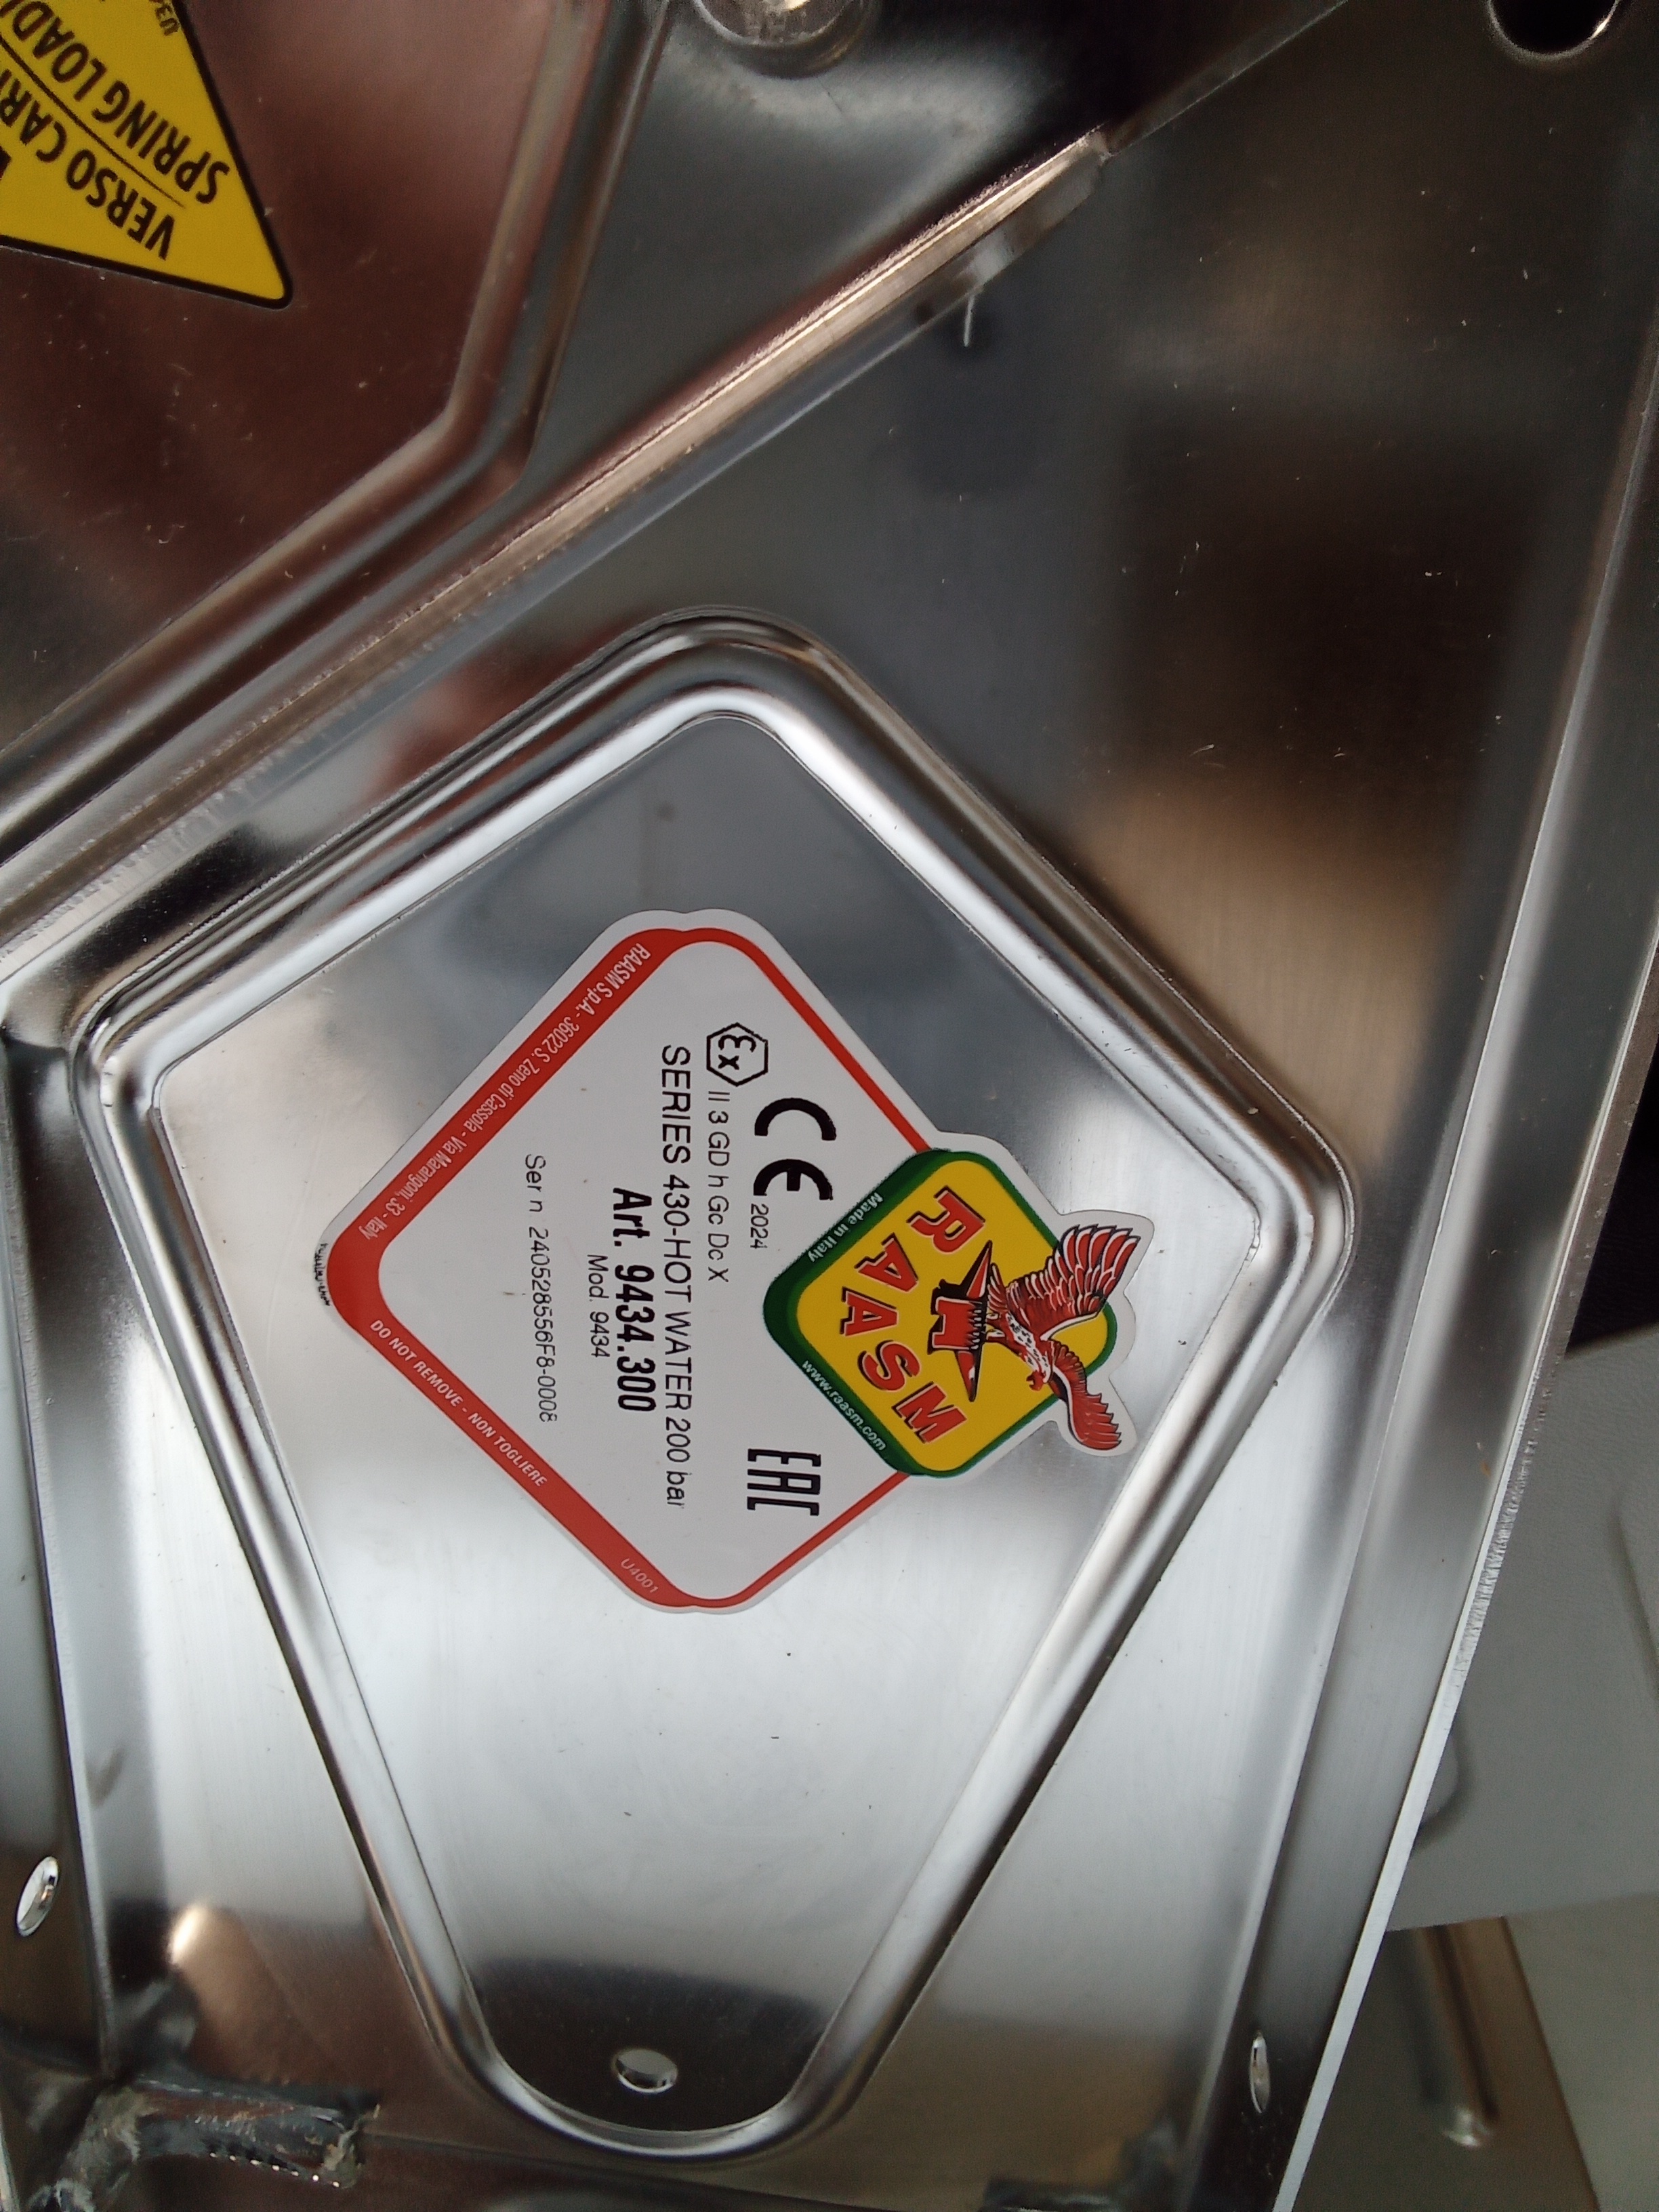 VERSO CARI
SPRING LOAD
U3
RAASM
Made in Italy
www.raasm.com
CE 2024
EAC
Ex II 3 GD h Gc Dc X
SERIES 430-HOT WATER 200 bar
Art. 9434.300
Mod. 9434
Ser n 240528556F8-0008
RAASM S.p.A. - 36022 S. Zeno di Cassola - Via Marangoni, 33 - Italy
DO NOT REMOVE - NON TOGLIERE
U4001